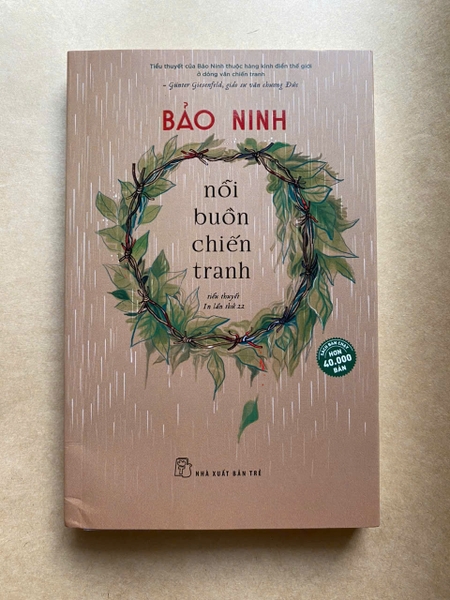 Tiểu thuyết của Bảo Ninh thuộc hàng kinh điển thế giới
ở dòng văn chiến tranh
– Günter Giesenfeld, giáo sư văn chương Đức
BẢO NINH
nỗi
buồn
chiến
tranh
tiểu thuyết
In lần thứ 22
SÁCH BÁN CHẠY
HƠN
40.000
BẢN
NHÀ XUẤT BẢN TRẺ